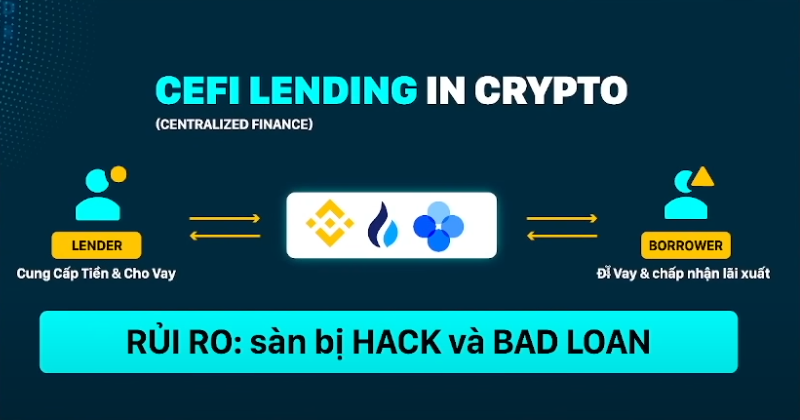 CEFI LENDING IN CRYPTO
(CENTRALIZED FINANCE)
LENDER
Cung Cấp Tiền & Cho Vay
BORROWER
Đĩ Vay & chấp nhận lãi xuất
RỦI RO: sàn bị HACK và BAD LOAN